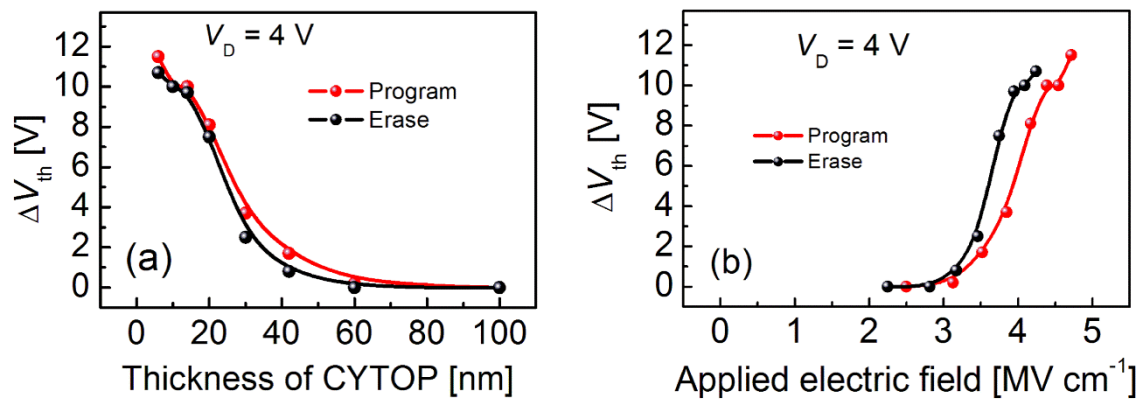 V_D = 4 V
Program
Erase
(a)
ΔV_th [V]
12
10
8
6
4
2
0
0 20 40 60 80 100
Thickness of CYTOP [nm]
V_D = 4 V
Program
Erase
(b)
ΔV_th [V]
12
10
8
6
4
2
0
0 1 2 3 4 5
Applied electric field [MV cm⁻¹]